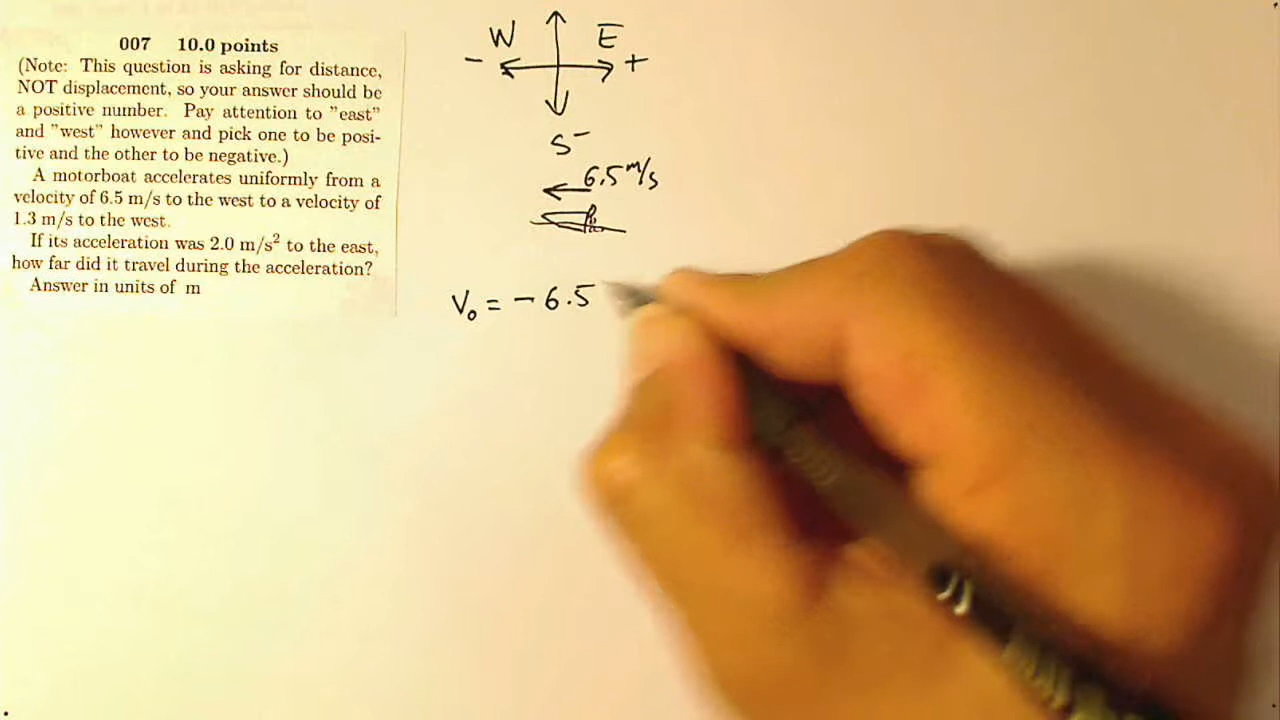 007 10.0 points
(Note: This question is asking for distance,
NOT displacement, so your answer should be
a positive number. Pay attention to "east"
and "west" however and pick one to be posi-
tive and the other to be negative.)
A motorboat accelerates uniformly from a
velocity of 6.5 m/s to the west to a velocity of
1.3 m/s to the west.
If its acceleration was 2.0 m/s² to the east,
how far did it travel during the acceleration?
Answer in units of m
W E
- +
S -
6.5 m/s
V₀ = - 6.5